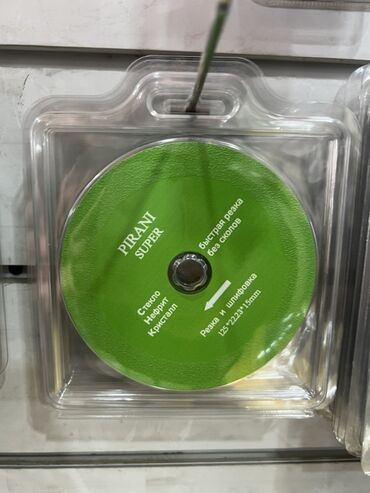 PIRANI
SUPER
быстрая резка
без сколов
Стекло
Нефрит
Кристалл
Резка и шлифовка
125*22.23*1.5mm